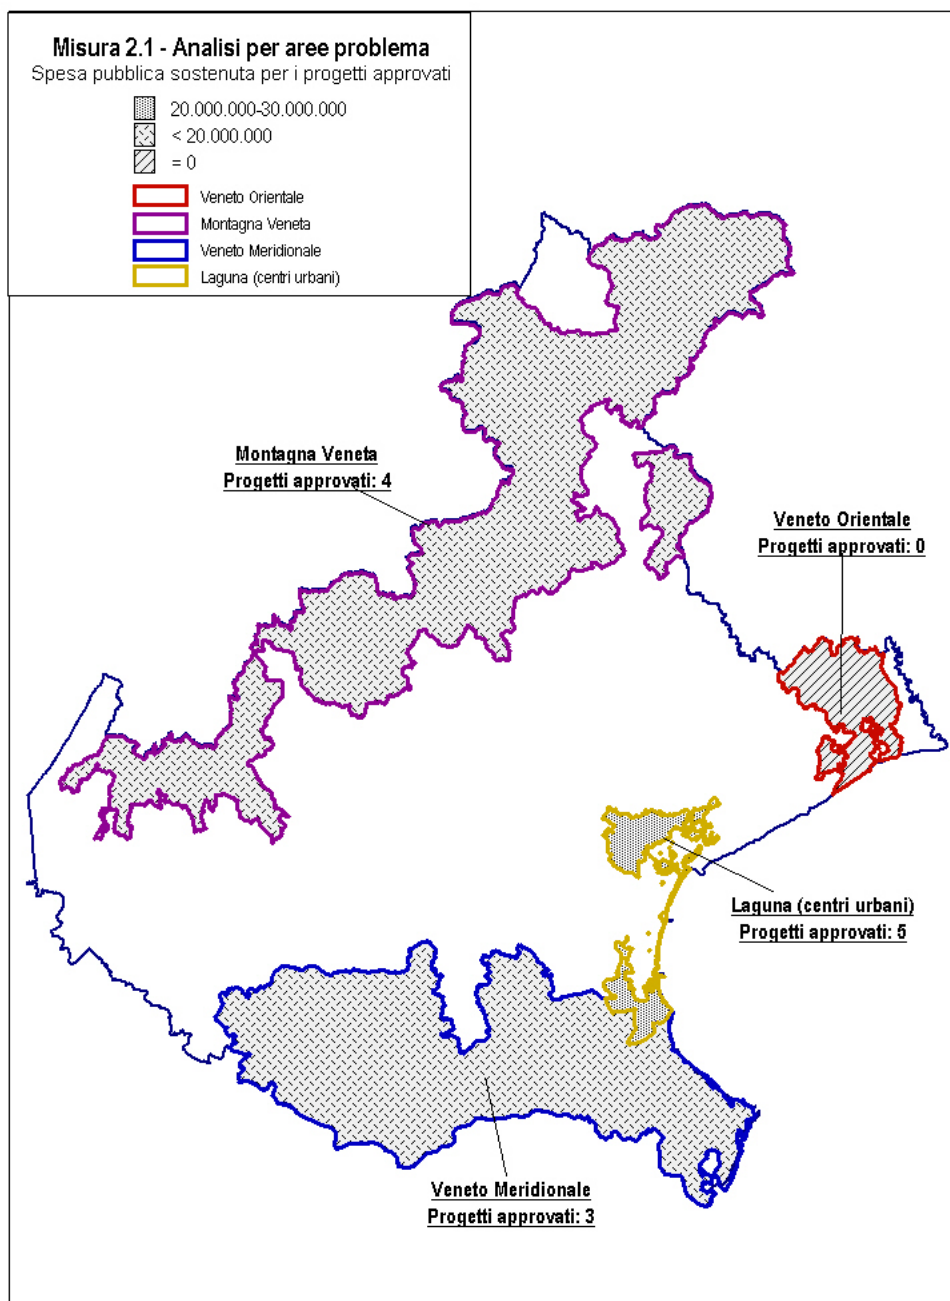 Misura 2.1 - Analisi per aree problema
Spesa pubblica sostenuta per i progetti approvati
20.000.000-30.000.000
< 20.000.000
= 0
Veneto Orientale
Montagna Veneta
Veneto Meridionale
Laguna (centri urbani)
Montagna Veneta
Progetti approvati: 4
Veneto Orientale
Progetti approvati: 0
Laguna (centri urbani)
Progetti approvati: 5
Veneto Meridionale
Progetti approvati: 3